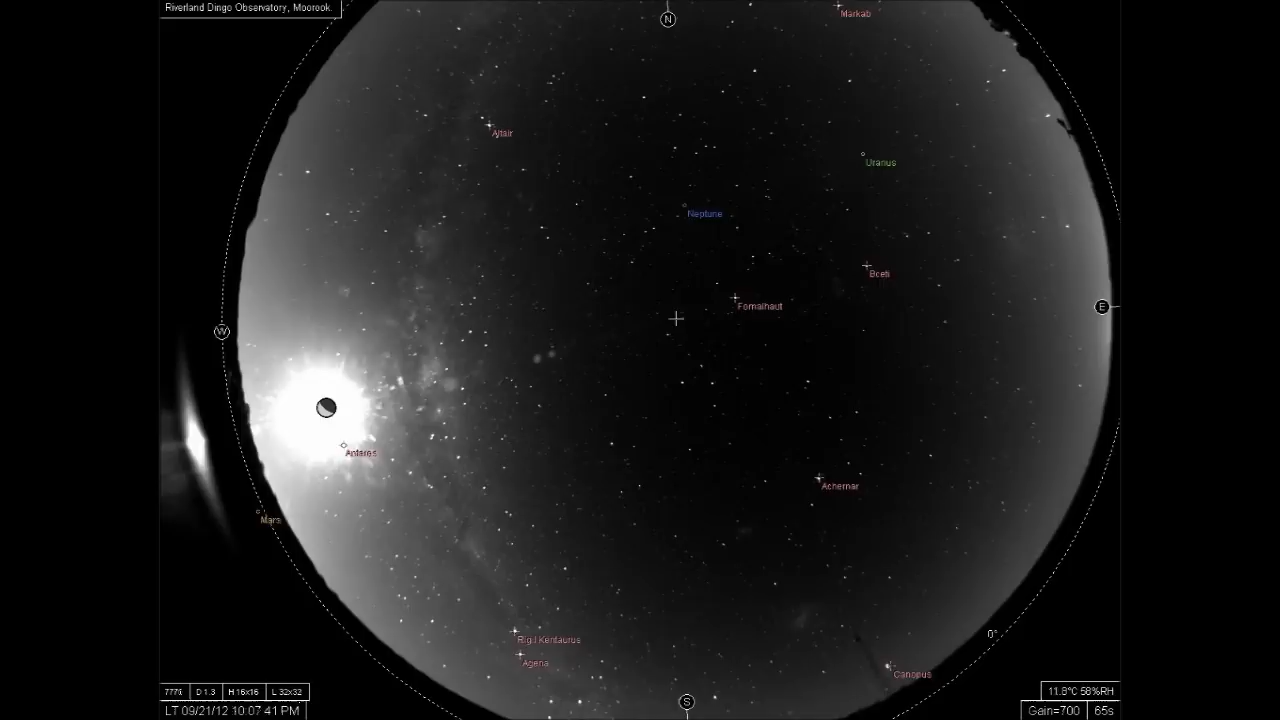 Riverland Dingo Observatory, Moorook.
N
Markab
Altair
Uranus
Neptune
Bceti
Fomalhaut
E
W
Antares
Achernar
Mars
0°
Rigil Kentaurus
Agena
Canopus
D 1.3 H 16x16 L 32x32
11.8°C 58%RH
S
LT 09/21/12 10:07:41 PM
Gain=700 65s